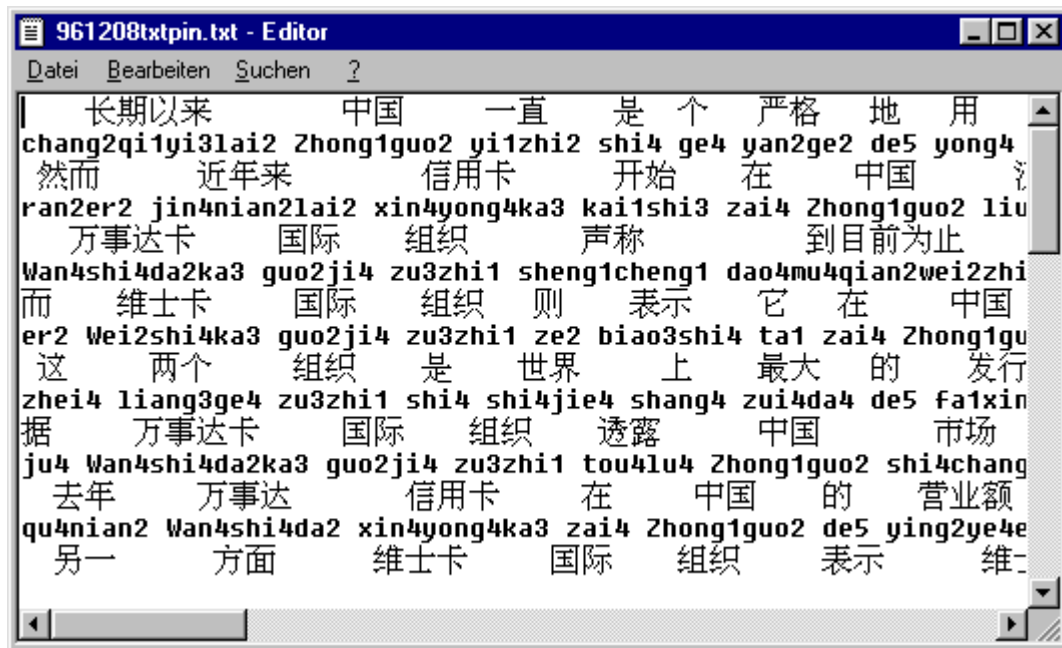 961208txtpin.txt - Editor
Datei Bearbeiten Suchen ?
长期以来 中国 一直 是 个 严格 地 用
chang2qi1yi3lai2 Zhong1guo2 yi1zhi2 shi4 ge4 yan2ge2 de5 yong4
然而 近年来 信用卡 开始 在 中国
ran2er2 jin4nian2lai2 xin4yong4ka3 kai1shi3 zai4 Zhong1guo2 liu
万事达卡 国际 组织 声称 到目前为止
Wan4shi4da2ka3 guo2ji4 zu3zhi1 sheng1cheng1 dao4mu4qian2wei2zhi
而 维士卡 国际 组织 则 表示 它 在 中国
er2 Wei2shi4ka3 guo2ji4 zu3zhi1 ze2 biao3shi4 ta1 zai4 Zhong1gu
这 两个 组织 是 世界 上 最大 的 发行
zhei4 liang3ge4 zu3zhi1 shi4 shi4jie4 shang4 zui4da4 de5 fa1xin
据 万事达卡 国际 组织 透露 中国 市场
ju4 Wan4shi4da2ka3 guo2ji4 zu3zhi1 tou4lu4 Zhong1guo2 shi4chang
去年 万事达 信用卡 在 中国 的 营业额
qu4nian2 Wan4shi4da2 xin4yong4ka3 zai4 Zhong1guo2 de5 ying2ye4e
另一 方面 维士卡 国际 组织 表示 维